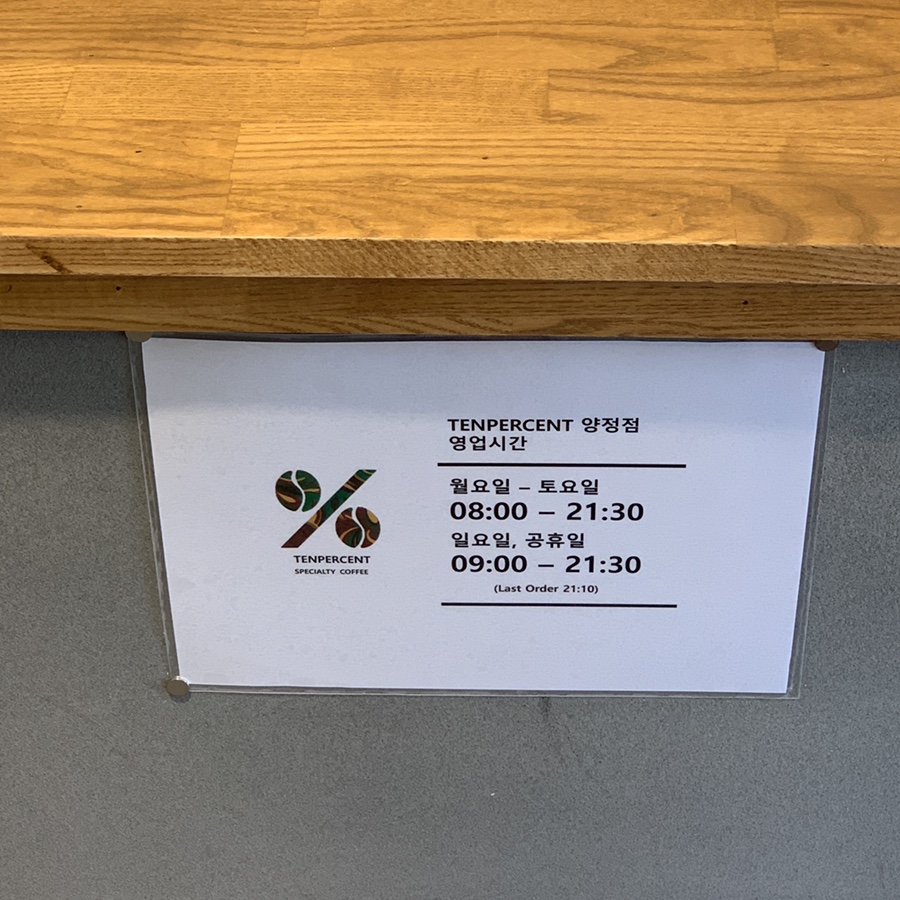 TENPERCENT 양정점
영업시간
월요일 – 토요일
08:00 – 21:30
일요일, 공휴일
09:00 – 21:30
(Last Order 21:10)
%
TENPERCENT
SPECIALTY COFFEE